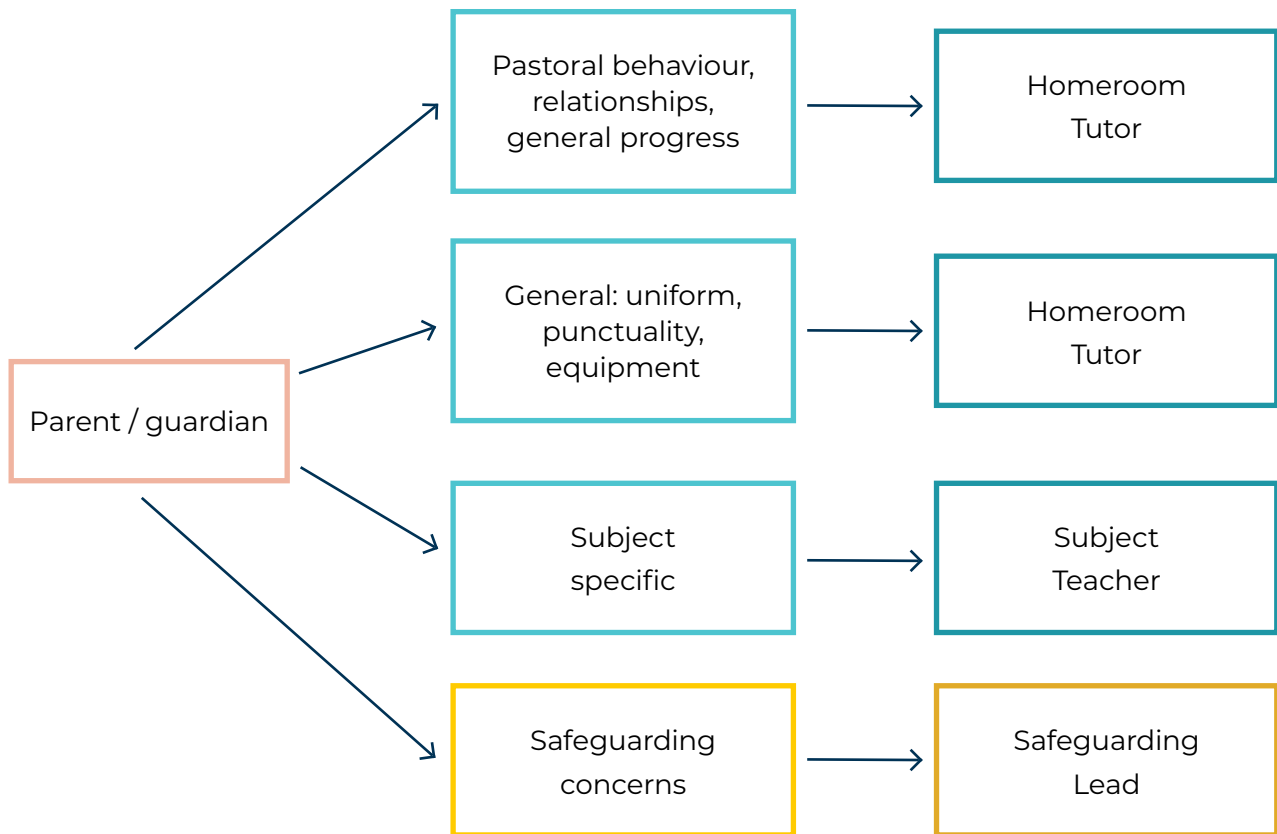 Pastoral behaviour,
relationships,
general progress
Homeroom
Tutor
General: uniform,
punctuality,
equipment
Homeroom
Tutor
Parent / guardian
Subject
specific
Subject
Teacher
Safeguarding
concerns
Safeguarding
Lead